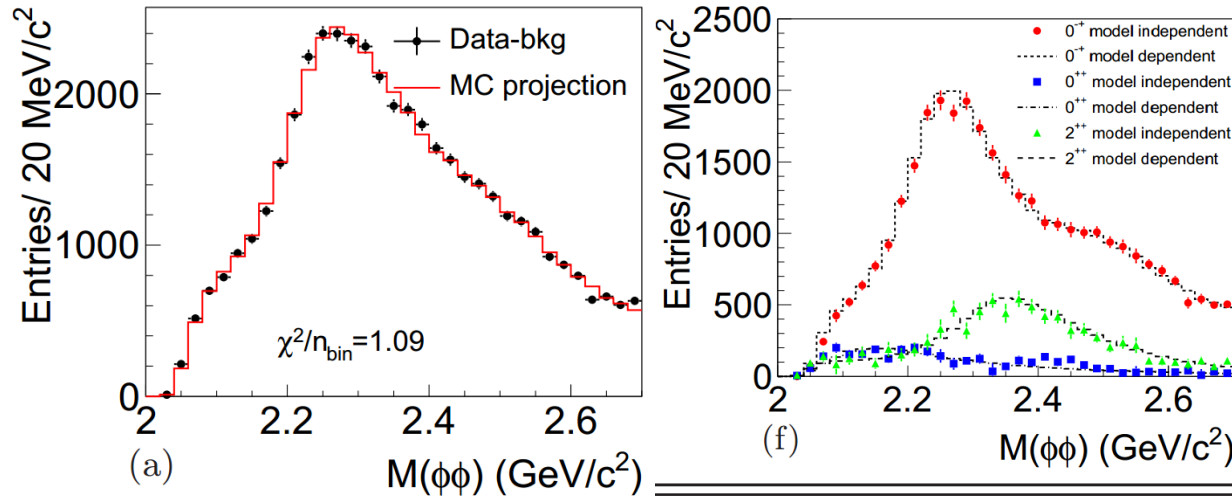 Entries/ 20 MeV/c²
2000
1000
0
Data-bkg
MC projection
χ²/n_bin=1.09
2 2.2 2.4 2.6
(a)
M(ϕϕ) (GeV/c²)
Entries/ 20 MeV/c²
2500
2000
1500
1000
500
0
0⁻⁺ model independent
0⁻⁺ model dependent
0⁺⁺ model independent
0⁺⁺ model dependent
2⁺⁺ model independent
2⁺⁺ model dependent
2 2.2 2.4 2.6
(f)
M(ϕϕ) (GeV/c²)